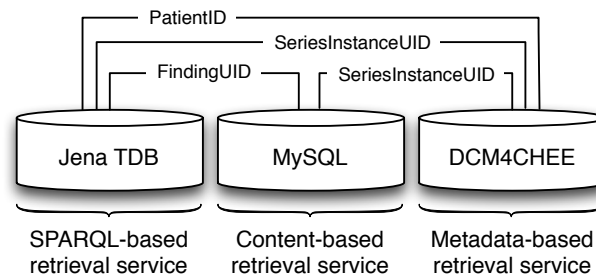 PatientID
SeriesInstanceUID
FindingUID
SeriesInstanceUID
Jena TDB
MySQL
DCM4CHEE
SPARQL-based
retrieval service
Content-based
retrieval service
Metadata-based
retrieval service